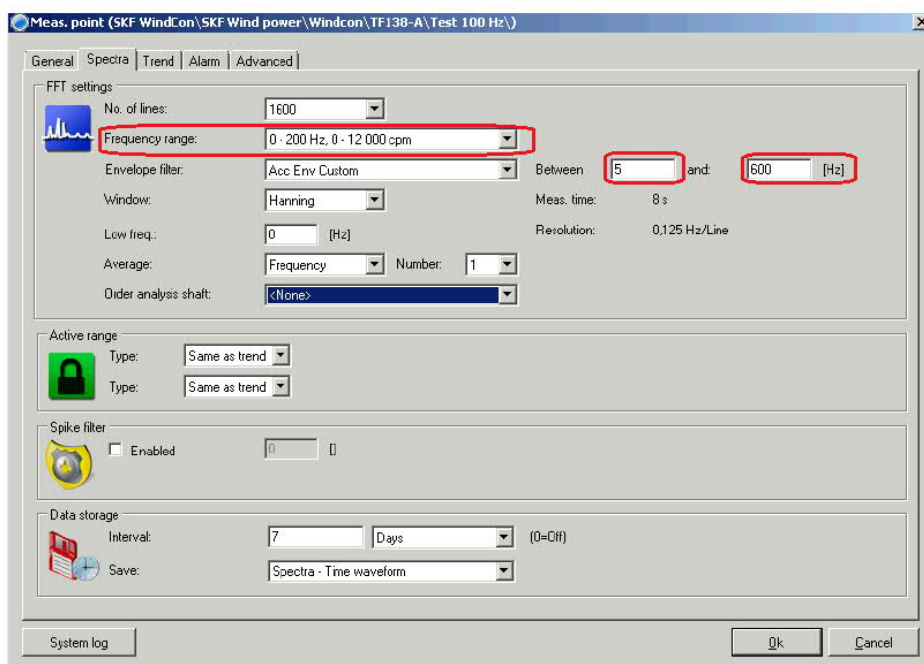 Meas. point (SKF WindCon\SKF Wind power\Windcon\TF138-A\Test 100 Hz\)
General Spectra Trend Alarm Advanced
FFT settings
No. of lines: 1600
Frequency range: 0 - 200 Hz, 0 - 12 000 cpm
Envelope filter: Acc Env Custom Between 5 and: 600 [Hz]
Window: Hanning Meas. time: 8 s
Low freq.: 0 [Hz] Resolution: 0,125 Hz/Line
Average: Frequency Number: 1
Order analysis shaft: <None>
Active range
Type: Same as trend
Type: Same as trend
Spike filter
Enabled 0 []
Data storage
Interval: 7 Days (0=Off)
Save: Spectra - Time waveform
System log Ok Cancel